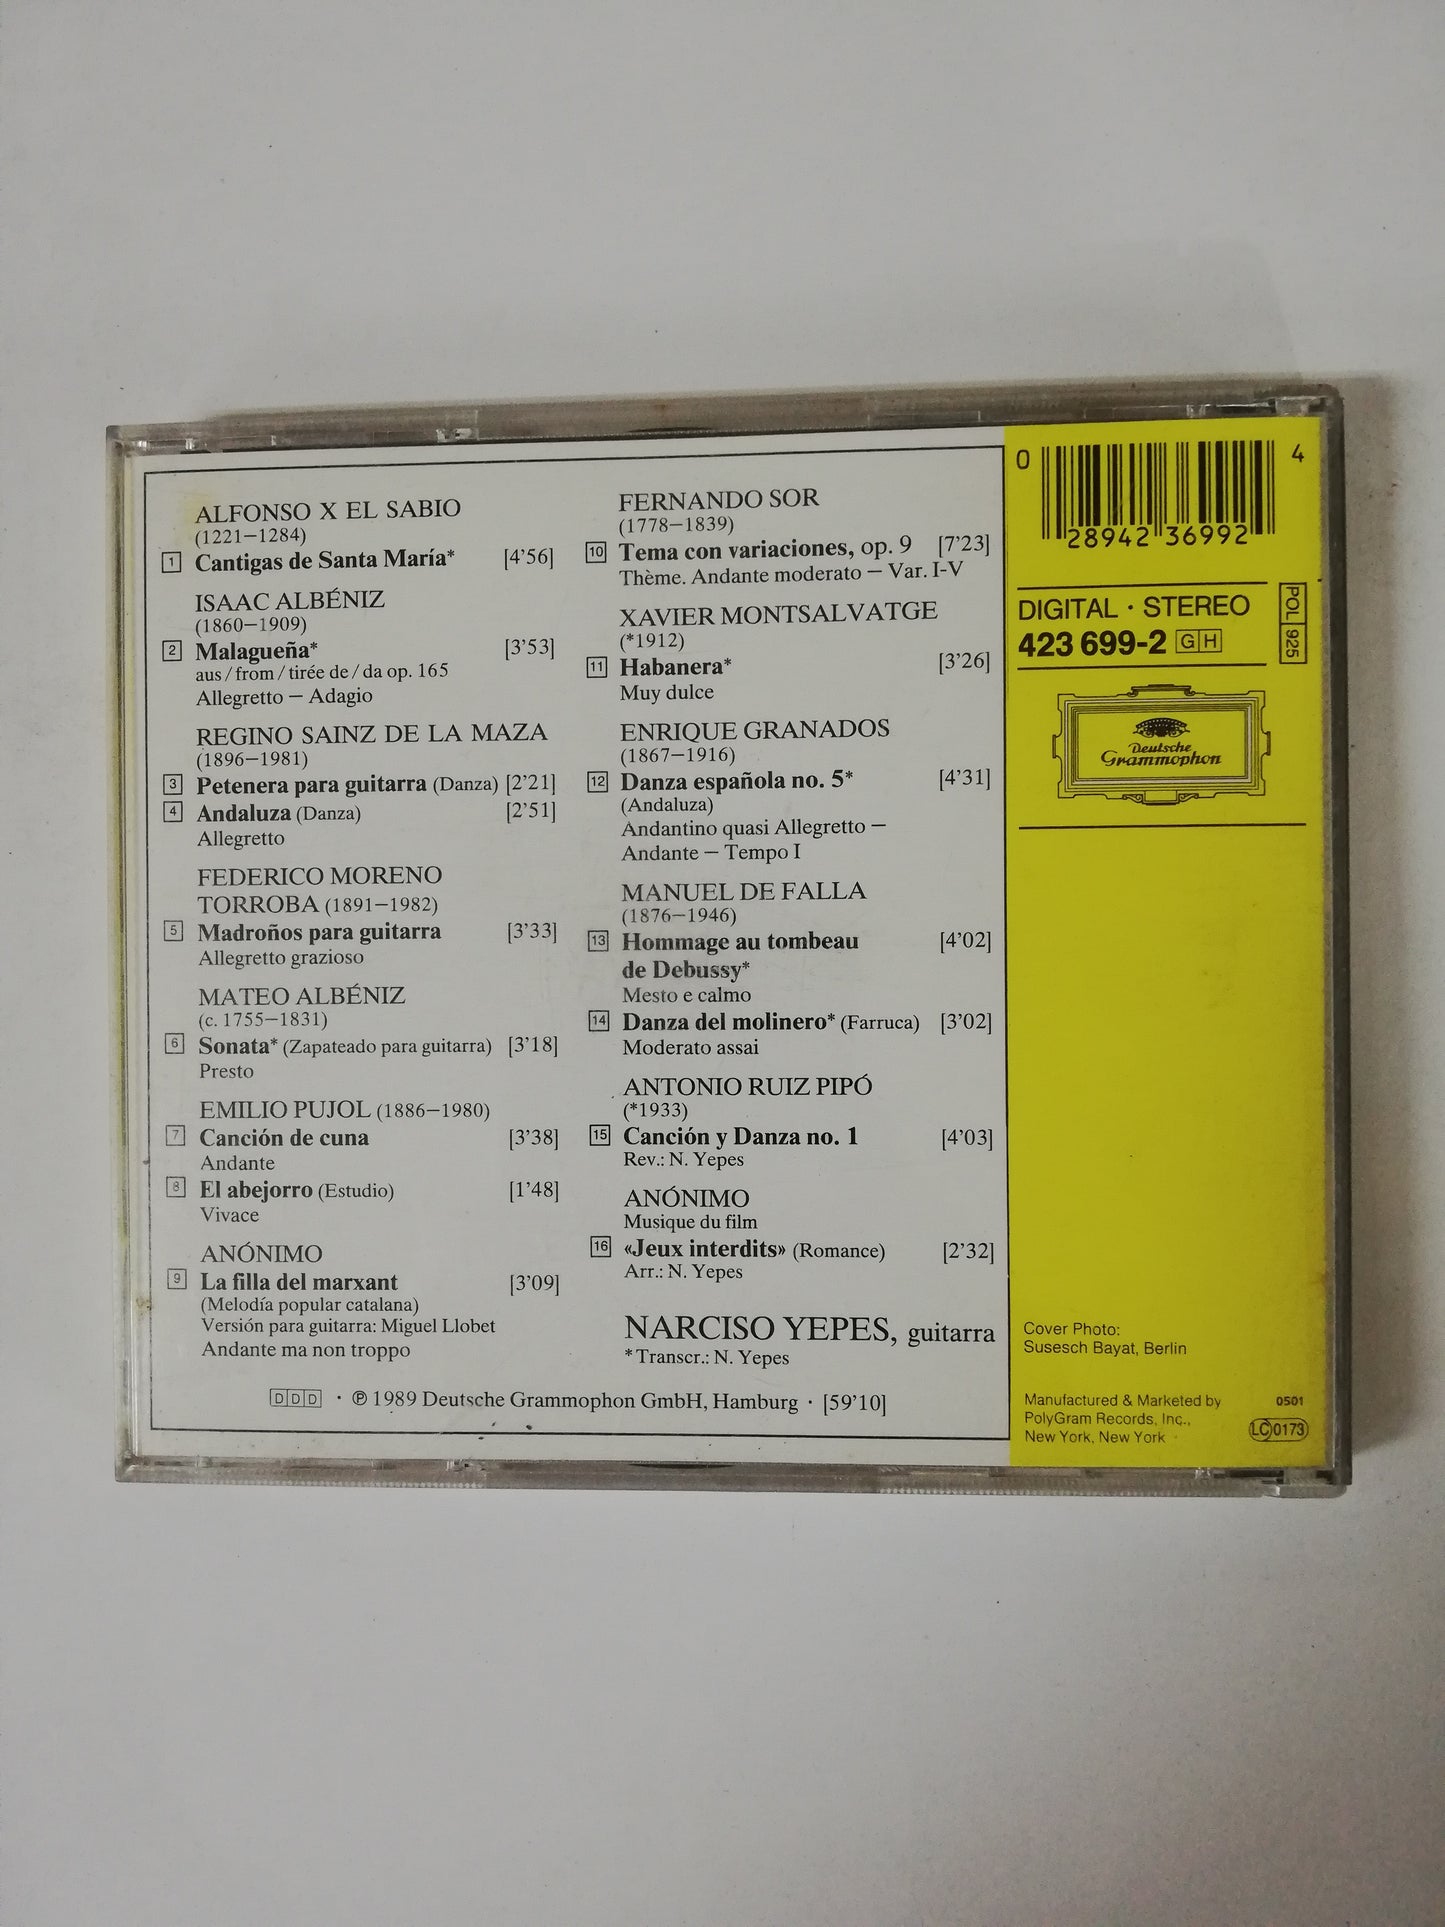 ALFONSO X EL SABIO
(1221–1284)
1 Cantigas de Santa María* [4'56]
ISAAC ALBÉNIZ
(1860–1909)
2 Malagueña* [3'53]
aus / from / tirée de / da op. 165
Allegretto – Adagio
REGINO SAINZ DE LA MAZA
(1896–1981)
3 Petenera para guitarra (Danza) [2'21]
4 Andaluza (Danza) [2'51]
Allegretto
FEDERICO MORENO
TORROBA (1891–1982)
5 Madroños para guitarra [3'33]
Allegretto grazioso
MATEO ALBÉNIZ
(c. 1755–1831)
6 Sonata* (Zapateado para guitarra) [3'18]
Presto
EMILIO PUJOL (1886–1980)
7 Canción de cuna [3'38]
Andante
8 El abejorro (Estudio) [1'48]
Vivace
ANÓNIMO
9 La filla del marxant [3'09]
(Melodía popular catalana)
Versión para guitarra: Miguel Llobet
Andante ma non troppo
FERNANDO SOR
(1778–1839)
10 Tema con variaciones, op. 9 [7'23]
Thème. Andante moderato – Var. I-V
XAVIER MONTSALVATGE
(*1912)
11 Habanera* [3'26]
Muy dulce
ENRIQUE GRANADOS
(1867–1916)
12 Danza española no. 5* [4'31]
(Andaluza)
Andantino quasi Allegretto –
Andante – Tempo I
MANUEL DE FALLA
(1876–1946)
13 Hommage au tombeau [4'02]
de Debussy*
Mesto e calmo
14 Danza del molinero* (Farruca) [3'02]
Moderato assai
ANTONIO RUIZ PIPÓ
(*1933)
15 Canción y Danza no. 1 [4'03]
Rev.: N. Yepes
ANÓNIMO
Musique du film
16 «Jeux interdits» (Romance) [2'32]
Arr.: N. Yepes
NARCISO YEPES, guitarra
*Transcr.: N. Yepes
DDD · ℗ 1989 Deutsche Grammophon GmbH, Hamburg · [59'10]
0 28942 36992 4
DIGITAL · STEREO
423 699-2 GH
POL 925
Deutsche
Grammophon
Cover Photo:
Susesch Bayat, Berlin
Manufactured & Marketed by
PolyGram Records, Inc.,
New York, New York
0501
LC 0173